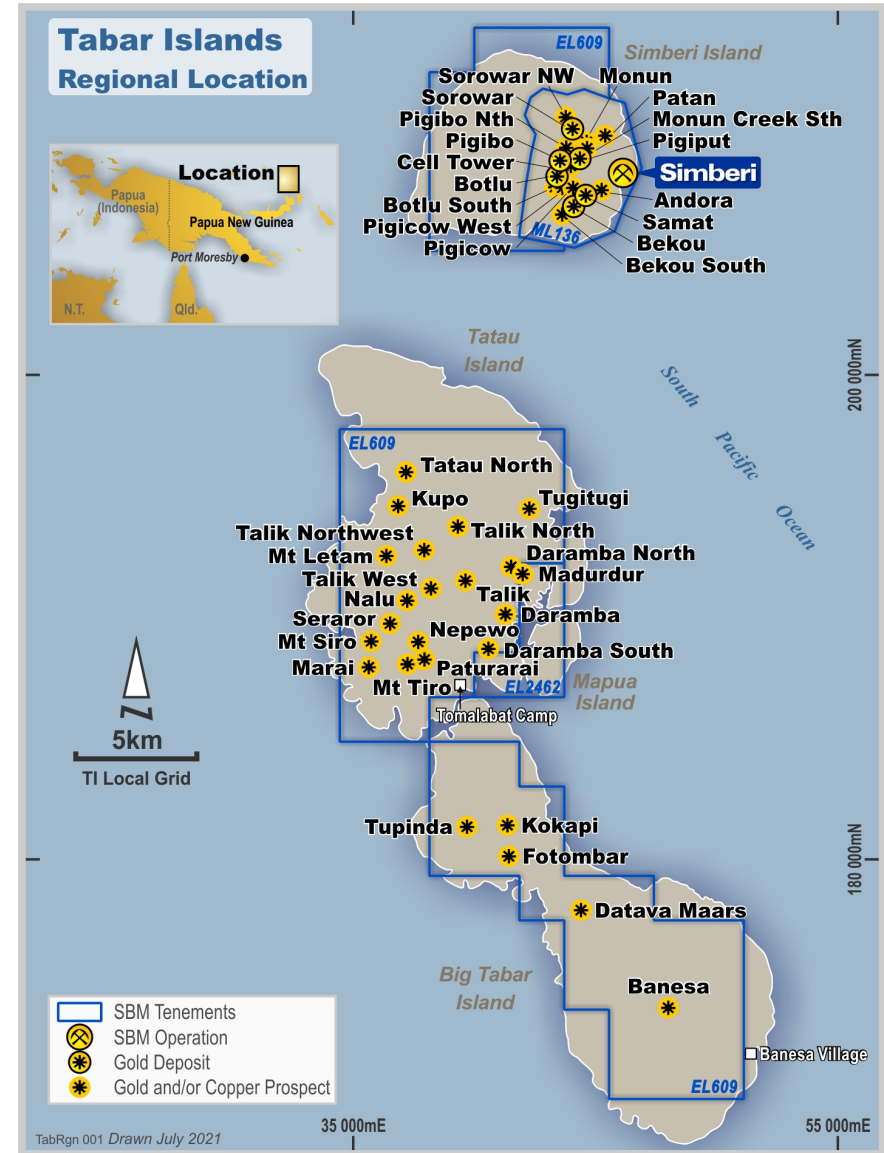 Tabar Islands
Regional Location
EL609
Simberi Island
Sorowar NW
Monun
Sorowar
Patan
Pigibo Nth
Monun Creek Sth
Pigibo
Pigiput
Cell Tower
Simberi
Botlu
Andora
Botlu South
Samat
Pigicow West
Bekou
Pigicow
ML136
Bekou South
Location
Papua
(Indonesia)
Papua New Guinea
Port Moresby
N.T.
Qld.
Tatau
Island
South
Pacific
Ocean
200 000mN
EL609
Tatau North
Kupo
Tugitugi
Talik North
Talik Northwest
Mt Letam
Daramba North
Madurdur
Talik West
Talik
Nalu
Daramba
Seraror
Nepewo
Mt Siro
Daramba South
Marai
Paturarai
Mt Tiro
EL2462
Mapua
Island
Tomalabat Camp
N
5km
TI Local Grid
Tupinda
Kokapi
Fotombar
180 000mN
Datava Maars
Big Tabar
Island
Banesa
Banesa Village
EL609
SBM Tenements
SBM Operation
Gold Deposit
Gold and/or Copper Prospect
35 000mE
55 000mE
TabRgn 001 Drawn July 2021